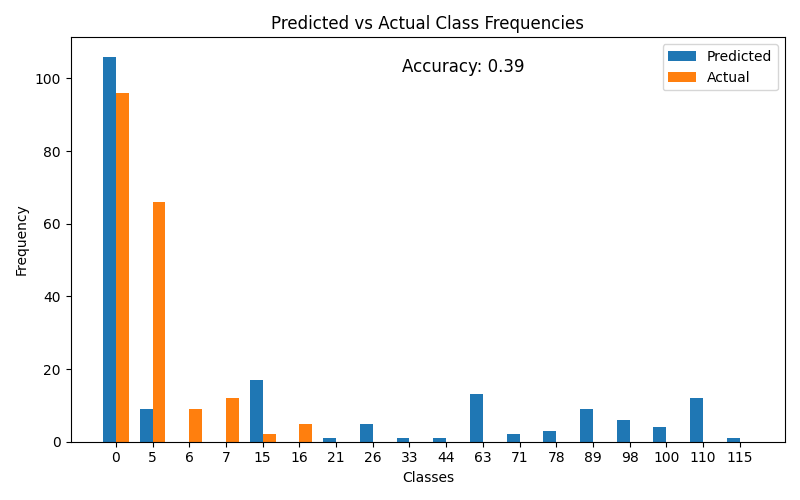 Predicted vs Actual Class Frequencies
Accuracy: 0.39
Predicted
Actual
Frequency
100
80
60
40
20
0
0 5 6 7 15 16 21 26 33 44 63 71 78 89 98 100 110 115
Classes